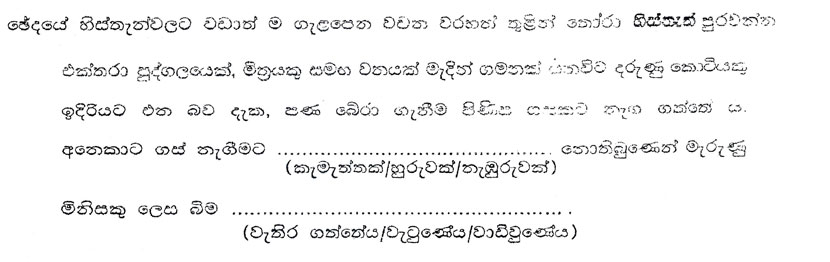 ඡේදයේ හිස්තැන්වලට වඩාත් ම ගැළපෙන වචන වරහන් තුළින් තෝරා හිස්තැන් පුරවන්න
එක්තරා පුද්ගලයෙක්, මිත්‍රයකු සමඟ වනයක් මැදින් ගමනක් යනවිට දරුණු කොටියකු
ඉදිරියට එන බව දැක, පණ බේරා ගැනීම පිණිස ගසකට නැඟ ගත්තේ ය.
අනෙකාට ගස් නැගීමට ................................................ නොතිබුණෙන් මැරුණු
(කැමැත්තක්/හුරුවක්/නැඹුරුවක්)
මිනිසකු ලෙස බිම ........................................................... .
(වැතිර ගත්තේය/වැටුණේය/වාඩිවුණේය)